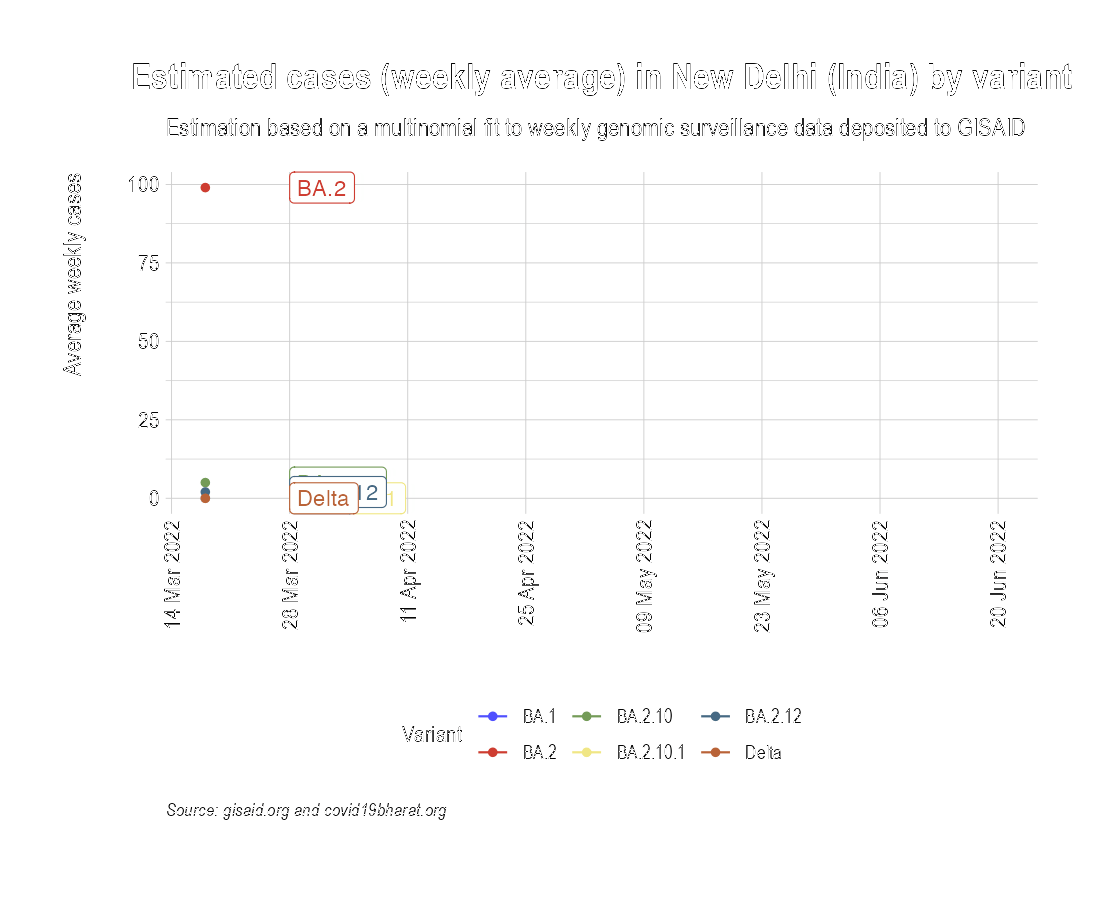 Estimated cases (weekly average) in New Delhi (India) by variant
Estimation based on a multinomial fit to weekly genomic surveillance data deposited to GISAID
Average weekly cases
100
75
50
25
0
BA.2
12
1
Delta
14 Mar 2022
28 Mar 2022
11 Apr 2022
25 Apr 2022
09 May 2022
23 May 2022
06 Jun 2022
20 Jun 2022
Variant
BA.1
BA.2.10
BA.2.12
BA.2
BA.2.10.1
Delta
Source: gisaid.org and covid19bharat.org